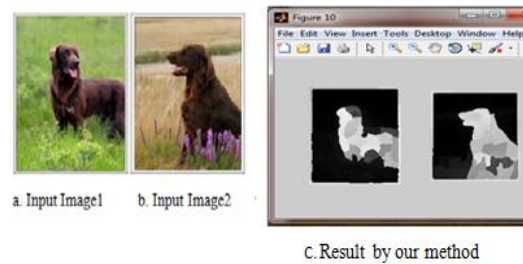 Figure 10
File Edit View Insert Tools Desktop Window Help
a. Input Image1 b. Input Image2
C. Result by our method